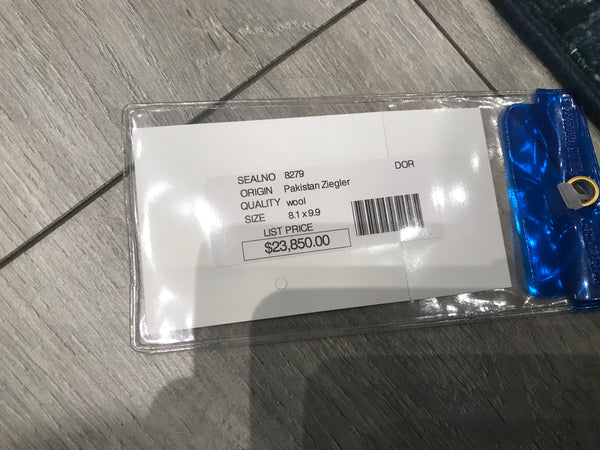 DOR
SEALNO 8279
ORIGIN Pakistan Ziegler
QUALITY wool
SIZE 8.1 x 9.9
LIST PRICE
$23,850.00